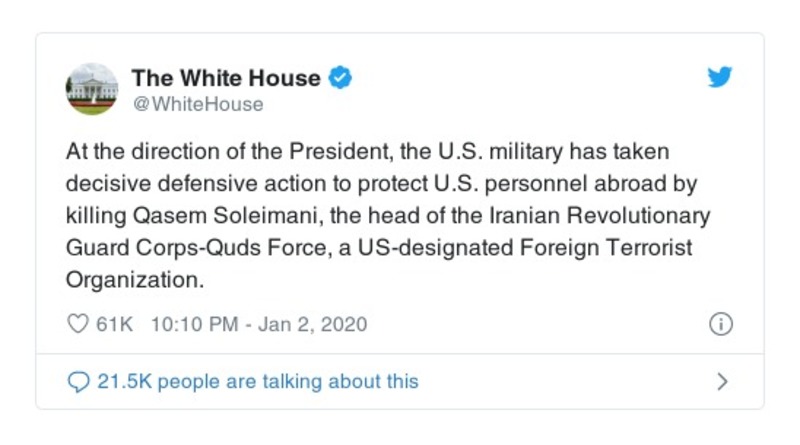 The White House
@WhiteHouse
At the direction of the President, the U.S. military has taken
decisive defensive action to protect U.S. personnel abroad by
killing Qasem Soleimani, the head of the Iranian Revolutionary
Guard Corps-Quds Force, a US-designated Foreign Terrorist
Organization.
61K 10:10 PM - Jan 2, 2020
21.5K people are talking about this